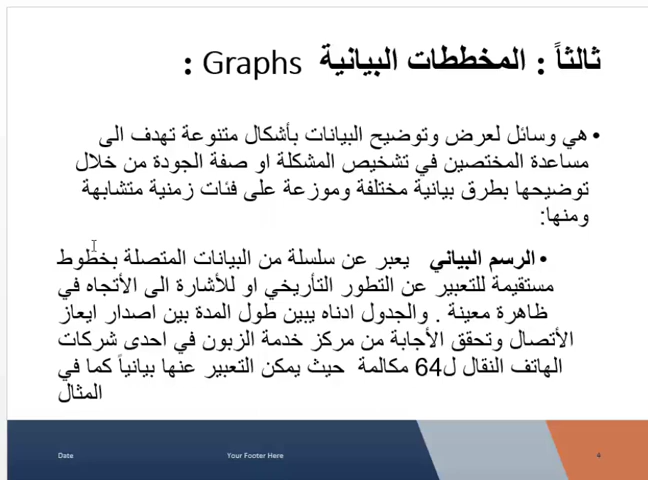 ثالثاً : المخططات البيانية Graphs :
• هي وسائل لعرض وتوضيح البيانات بأشكال متنوعة تهدف الى
مساعدة المختصين في تشخيص المشكلة او صفة الجودة من خلال
توضيحها بطرق بيانية مختلفة وموزعة على فئات زمنية متشابهة
ومنها:
• الرسم البياني يعبر عن سلسلة من البيانات المتصلة بخطوط
مستقيمة للتعبير عن التطور التأريخي او للأشارة الى الأتجاه في
ظاهرة معينة . والجدول ادناه يبين طول المدة بين اصدار ايعاز
الأتصال وتحقق الأجابة من مركز خدمة الزبون في احدى شركات
الهاتف النقال ل64 مكالمة حيث يمكن التعبير عنها بيانياً كما في
المثال
Date Your Footer Here 4